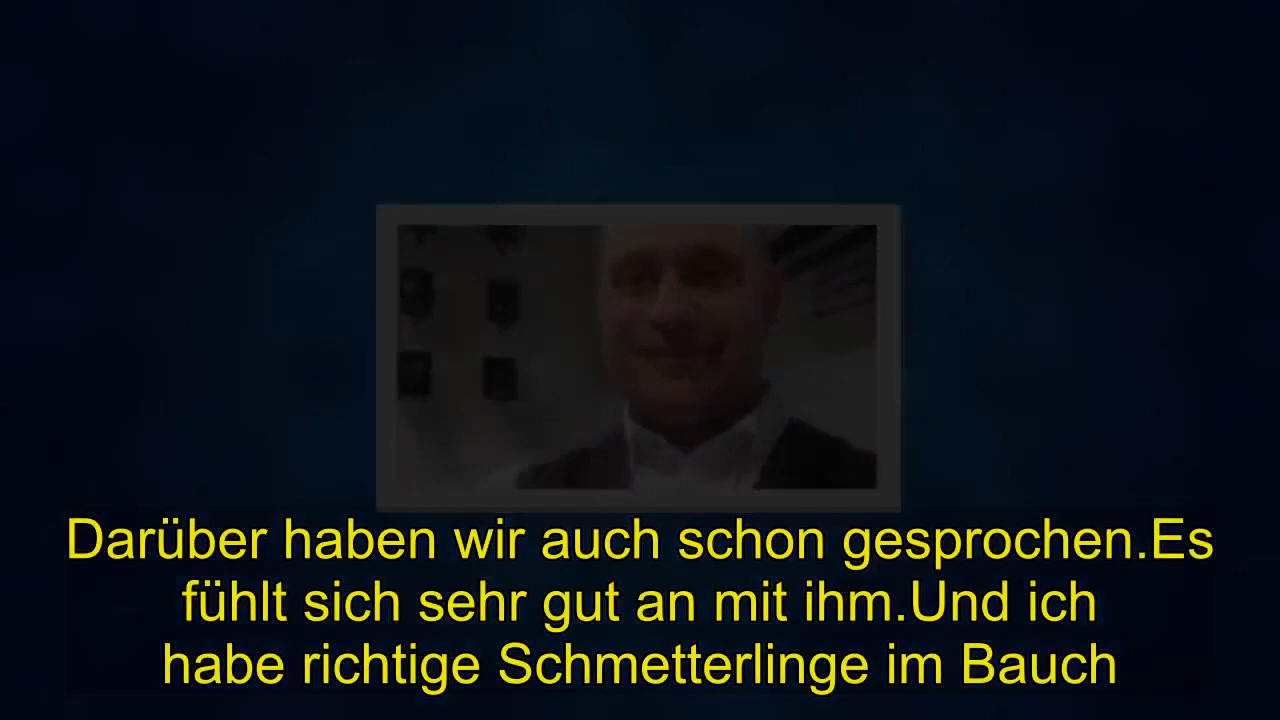 Darüber haben wir auch schon gesprochen.Es
fühlt sich sehr gut an mit ihm.Und ich
habe richtige Schmetterlinge im Bauch